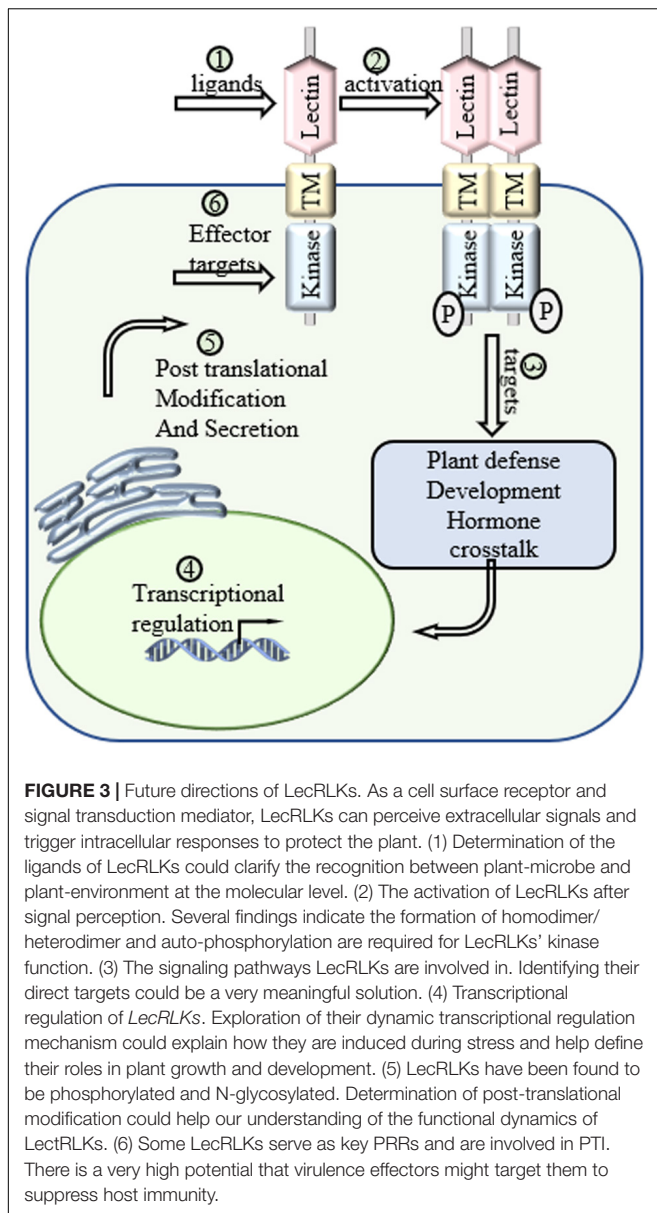 ① ligands
② activation
Lectin
Lectin
Lectin
TM
TM
TM
⑥
Effector
targets
Kinase
Kinase
Kinase
P
P
⑤
Post translational
Modification
And Secretion
③ targets
Plant defense
Development
Hormone
crosstalk
④
Transcriptional
regulation
FIGURE 3 | Future directions of LecRLKs. As a cell surface receptor and
signal transduction mediator, LecRLKs can perceive extracellular signals and
trigger intracellular responses to protect the plant. (1) Determination of the
ligands of LecRLKs could clarify the recognition between plant-microbe and
plant-environment at the molecular level. (2) The activation of LecRLKs after
signal perception. Several findings indicate the formation of homodimer/
heterodimer and auto-phosphorylation are required for LecRLKs' kinase
function. (3) The signaling pathways LecRLKs are involved in. Identifying their
direct targets could be a very meaningful solution. (4) Transcriptional
regulation of LecRLKs. Exploration of their dynamic transcriptional regulation
mechanism could explain how they are induced during stress and help define
their roles in plant growth and development. (5) LecRLKs have been found to
be phosphorylated and N-glycosylated. Determination of post-translational
modification could help our understanding of the functional dynamics of
LectRLKs. (6) Some LecRLKs serve as key PRRs and are involved in PTI.
There is a very high potential that virulence effectors might target them to
suppress host immunity.